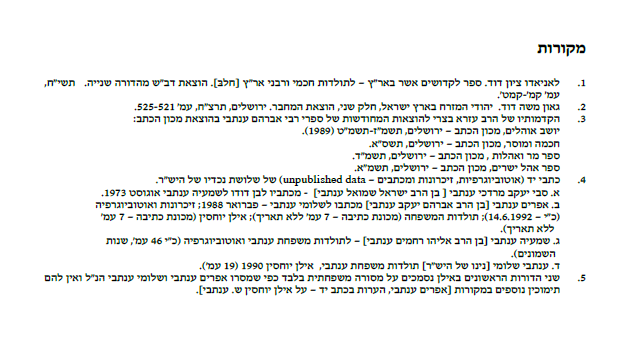 מקורות
1. לאניאדו ציון דוד. ספר לקדושים אשר באר"ץ – לתולדות חכמי ורבני אר"ץ [חלב]. הוצאת דב"ש מהדורה שנייה. תשי"ח,
עמ' קמ'-קמט'.
2. גאון משה דוד. יהודי המזרח בארץ ישראל, חלק שני, הוצאת המחבר. ירושלים, תרצ"ח, עמ' 525-521.
3. הקדמותיו של הרב עזרא בצרי להוצאות המחודשות של ספרי רבי אברהם ענתבי בהוצאת מכון הכתב:
יושב אוהלים, מכון הכתב – ירושלים, תשמ"ז-תשמ"ט (1989).
חכמה ומוסר, מכון הכתב – ירושלים, תשס"א.
ספר מר ואהלות , מכון הכתב – ירושלים, תשמ"ד.
ספר אהל ישרים, מכון הכתב – ירושלים, תשמ"א.
4. כתבי יד (אוטוביוגרפיות, זיכרונות ומכתבים – unpublished data) של שלושת נכדיו של היש"ר.
א. סבי יעקב מרדכי ענתבי [ בן הרב ישראל שמואל ענתבי] - מכתביו לבן דודו לשמעיה ענתבי אוגוסט 1973.
ב. אפרים ענתבי [בן הרב אברהם יעקב ענתבי] מכתבו לשלומי ענתבי – פברואר 1988; זיכרונות ואוטוביוגרפיה
(כ"י – 14.6.1992); תולדות המשפחה (מכונת כתיבה – 7 עמ' ללא תאריך); אילן יוחסין (מכונת כתיבה – 7 עמ'
ללא תאריך).
ג. שמעיה ענתבי [בן הרב אליהו רחמים ענתבי] – לתולדות משפחת ענתבי ואוטוביוגרפיה (כ"י 46 עמ', שנות
השמונים).
ד. ענתבי שלומי [נינו של היש"ר] תולדות משפחת ענתבי, אילן יוחסין 1990 (19 עמ').
5. שני הדורות הראשונים באילן נסמכים על מסורה משפחתית בלבד כפי שמסרו אפרים ענתבי ושלומי ענתבי הנ"ל ואין להם
תימוכין נוספים במקורות [אפרים ענתבי, הערות בכתב יד – על אילן יוחסין ש. ענתבי].